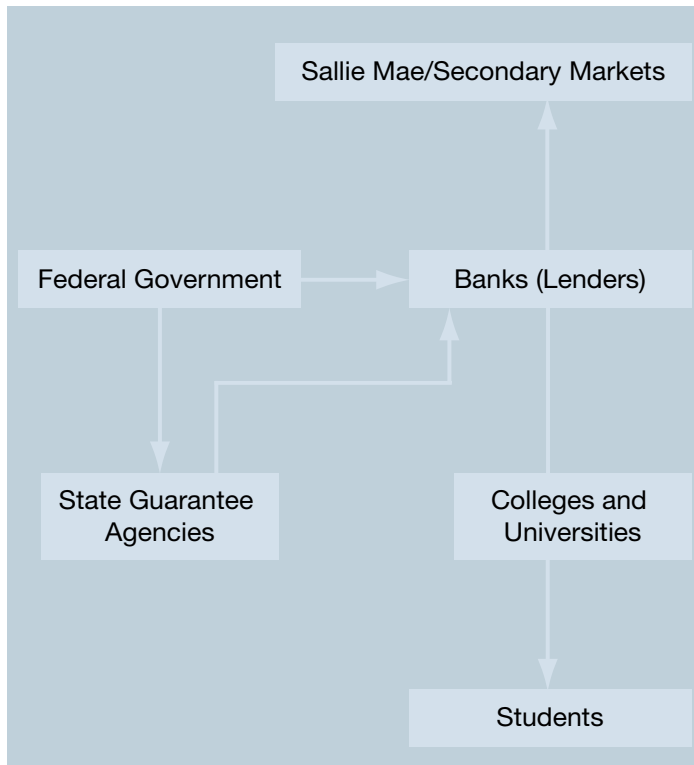 Sallie Mae/Secondary Markets
Federal Government
Banks (Lenders)
State Guarantee
Agencies
Colleges and
Universities
Students